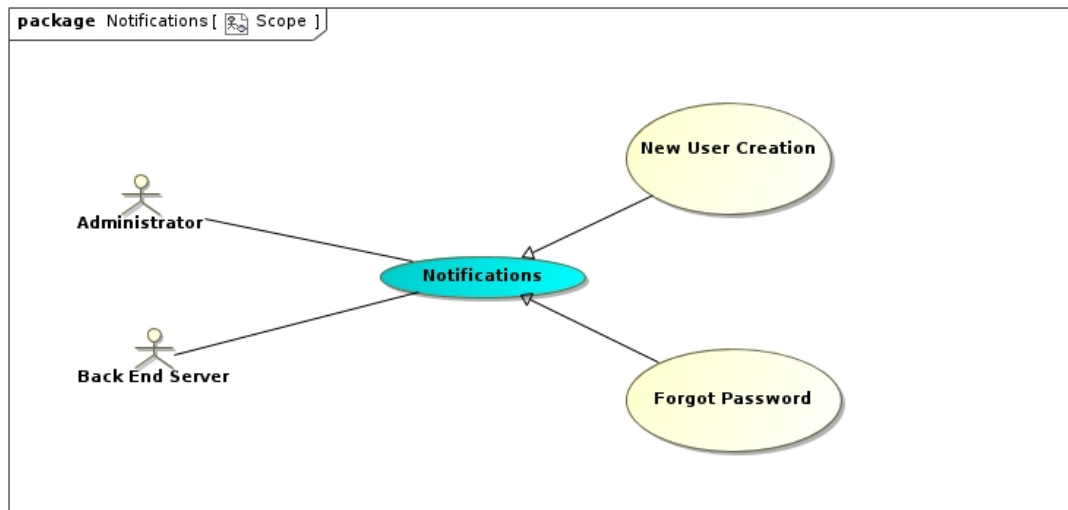 package Notifications [ Scope ]
New User Creation
Administrator
Notifications
Back End Server
Forgot Password